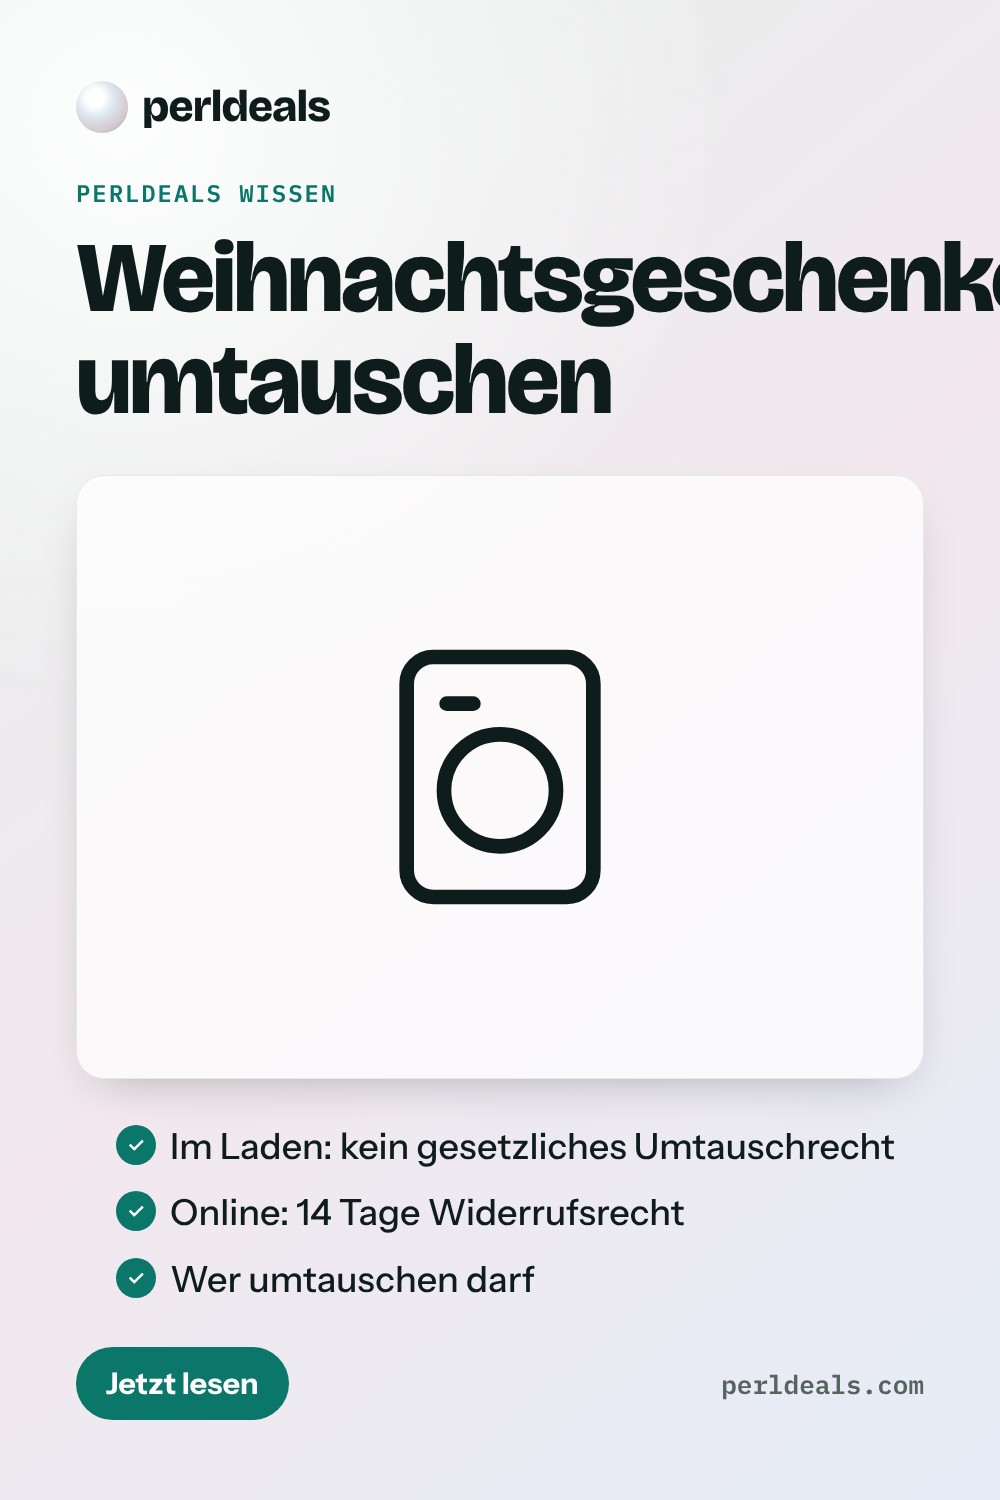 perldeals
PERLDEALS WISSEN
Weihnachtsgeschenke
umtauschen
Im Laden: kein gesetzliches Umtauschrecht
Online: 14 Tage Widerrufsrecht
Wer umtauschen darf
Jetzt lesen
perldeals.com